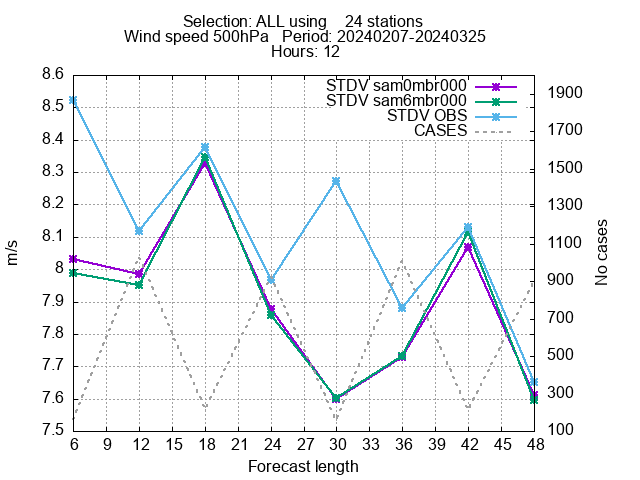 Selection: ALL using    24 stations
Wind speed 500hPa   Period: 20240207-20240325
Hours: 12
STDV sam0mbr000
STDV sam6mbr000
STDV OBS
CASES
8.6
8.5
8.4
8.3
8.2
8.1
8
7.9
7.8
7.7
7.6
7.5
m/s
1900
1700
1500
1300
1100
900
700
500
300
100
No cases
6 9 12 15 18 21 24 27 30 33 36 39 42 45 48
Forecast length